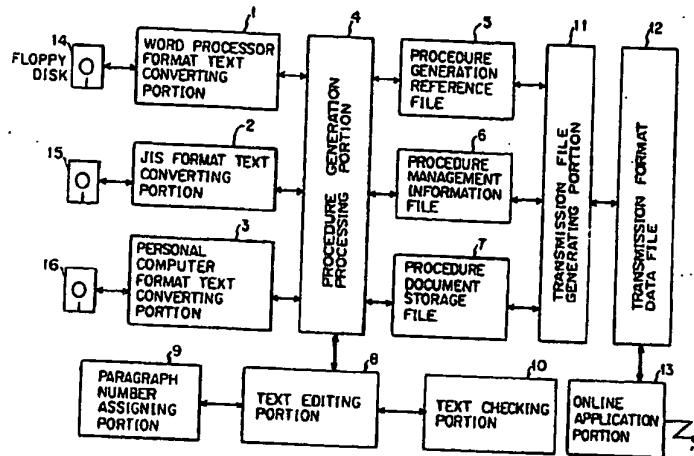 14
FLOPPY
DISK
1
WORD PROCESSOR
FORMAT TEXT
CONVERTING
PORTION
15
2
JIS FORMAT TEXT
CONVERTING
PORTION
16
3
PERSONAL
COMPUTER
FORMAT TEXT
CONVERTING
PORTION
4
PROCEDURE GENERATION
PROCESSING PORTION
5
PROCEDURE
GENERATION
REFERENCE
FILE
6
PROCEDURE
MANAGEMENT
INFORMATION
FILE
7
PROCEDURE
DOCUMENT
STORAGE
FILE
11
TRANSMISSION FILE
GENERATING PORTION
12
TRANSMISSION FORMAT
DATA FILE
9
PARAGRAPH
NUMBER
ASSIGNING
PORTION
8
TEXT EDITING
PORTION
10
TEXT CHECKING
PORTION
13
ONLINE
APPLICATION
PORTION